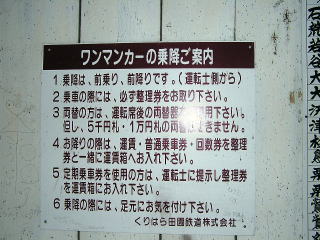 ワンマンカーの乗降ご案内
1 乗降は、前乗り、前降りです。(運転士側から)
2 乗車の際には、必ず整理券をお取り下さい。
3 両替の方は、運転席後の両替器を使用下さい。
但し、5千円札・1万円札の両替はできません。
4 お降りの際は、運賃・普通乗車券・回数券を整理
券と一緒に運賃箱へお入れ下さい。
5 定期乗車券を使用の方は、運転士に提示し整理券
を運賃箱にお入れ下さい。
6 乗降の際には、足元にお気を付け下さい。
くりはら田園鉄道株式会社